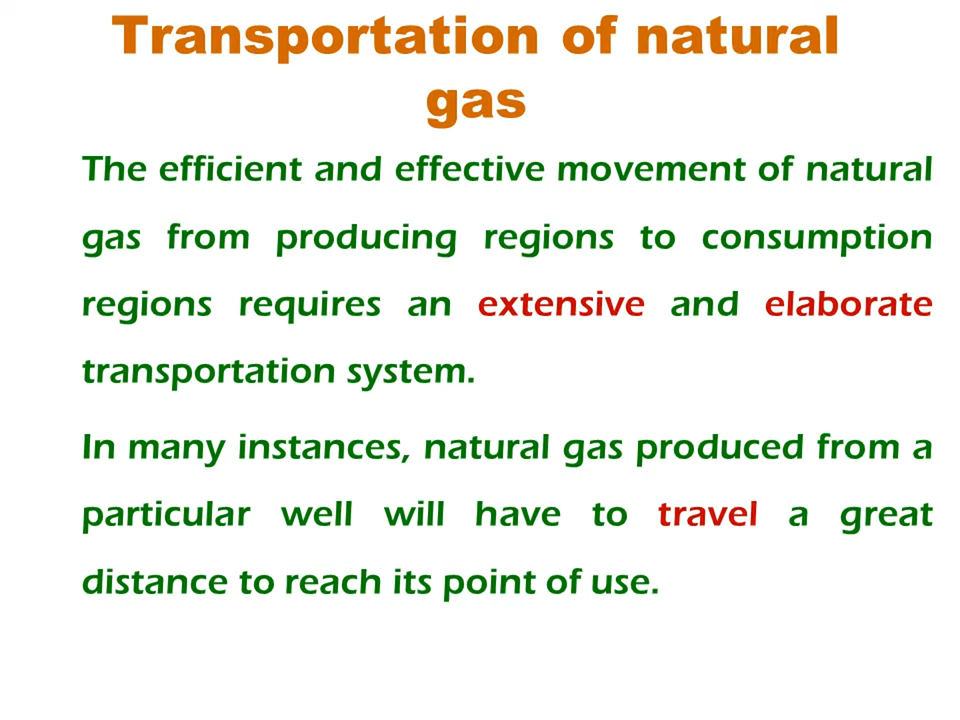 Transportation of natural
gas
The efficient and effective movement of natural
gas from producing regions to consumption
regions requires an extensive and elaborate
transportation system.
In many instances, natural gas produced from a
particular well will have to travel a great
distance to reach its point of use.